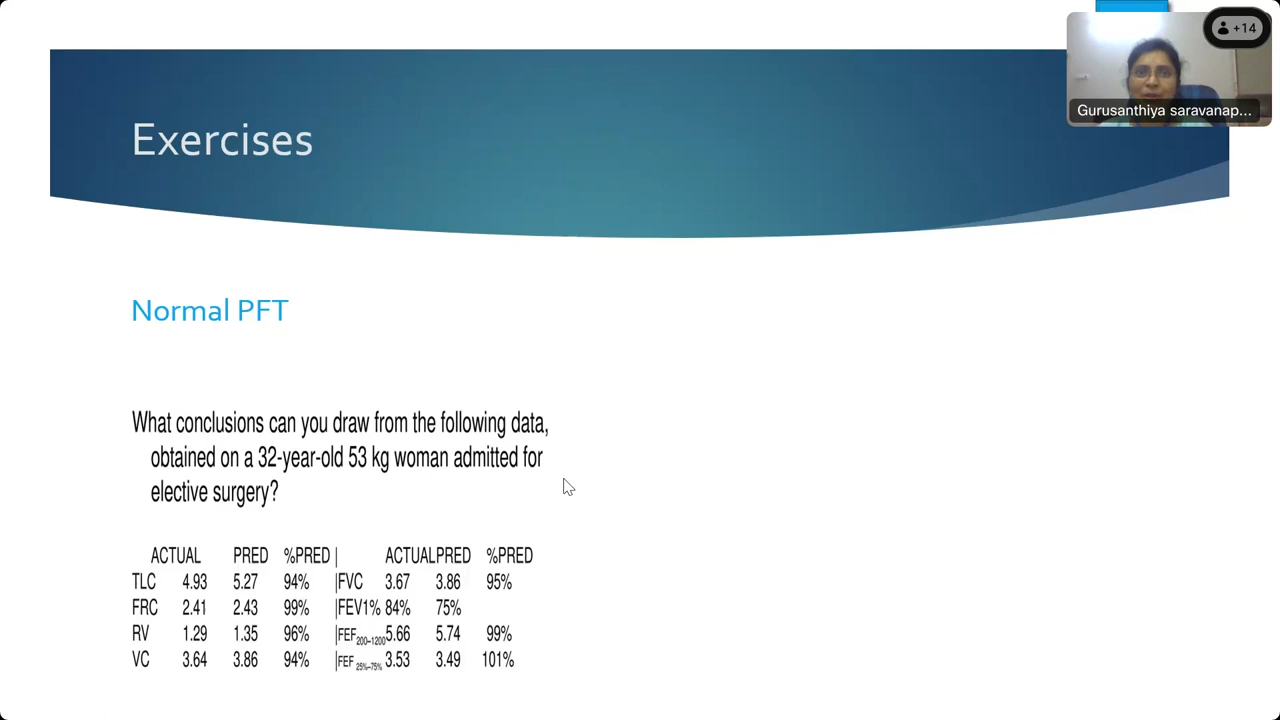 +14
Gurusanthiya saravanap...
Exercises
Normal PFT
What conclusions can you draw from the following data,
obtained on a 32-year-old 53 kg woman admitted for
elective surgery?
ACTUAL PRED %PRED | ACTUALPRED %PRED
TLC 4.93 5.27 94% |FVC 3.67 3.86 95%
FRC 2.41 2.43 99% |FEV1% 84% 75%
RV 1.29 1.35 96% |FEF200–1200 5.66 5.74 99%
VC 3.64 3.86 94% |FEF 25%–75% 3.53 3.49 101%